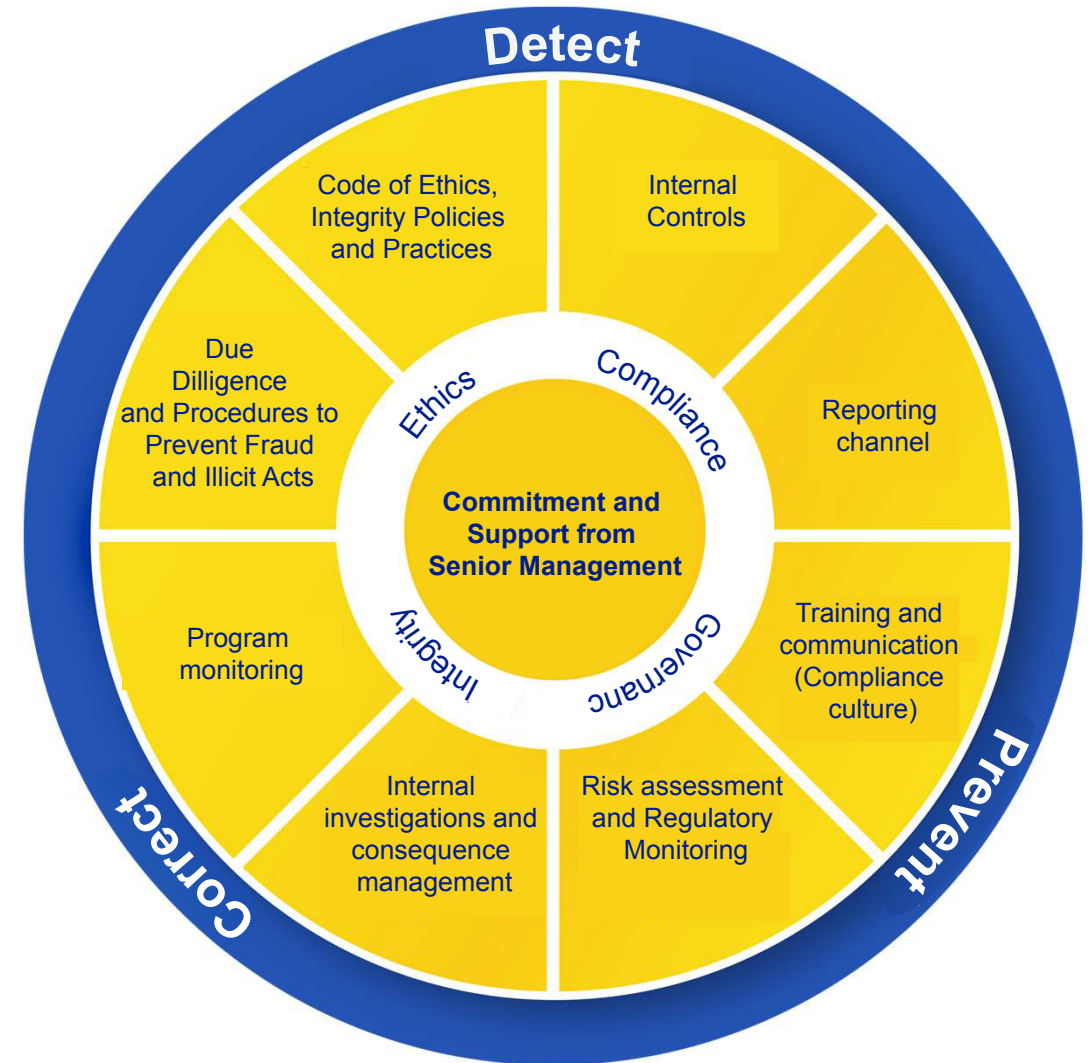 Detect
Code of Ethics,
Integrity Policies
and Practices
Internal
Controls
Due
Dilligence
and Procedures to
Prevent Fraud
and Illicit Acts
Ethics
Compliance
Reporting
channel
Commitment and
Support from
Senior Management
Program
monitoring
Integrity
Governanc
Training and
communication
(Compliance
culture)
Internal
investigations and
consequence
management
Risk assessment
and Regulatory
Monitoring
Correct
Prevent